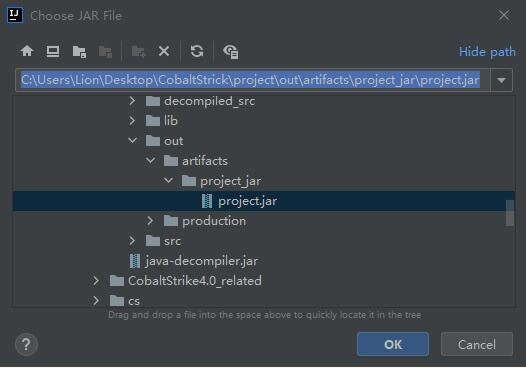 IJ
Choose JAR File
Hide path
C:\Users\Lion\Desktop\CobaltStrick\project\out\artifacts\project_jar\project.jar
decompiled_src
lib
out
artifacts
project_jar
project.jar
production
src
java-decompiler.jar
CobaltStrike4.0_related
cs
Drag and drop a file into the space above to quickly locate it in the tree
?
OK
Cancel